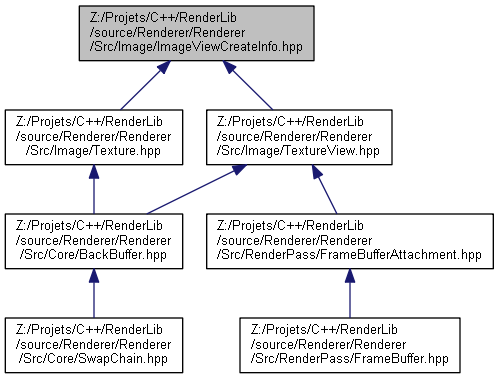 Z:/Projets/C++/RenderLib
/source/Renderer/Renderer
/Src/Image/ImageViewCreateInfo.hpp
Z:/Projets/C++/RenderLib
/source/Renderer/Renderer
/Src/Image/Texture.hpp
Z:/Projets/C++/RenderLib
/source/Renderer/Renderer
/Src/Image/TextureView.hpp
Z:/Projets/C++/RenderLib
/source/Renderer/Renderer
/Src/Core/BackBuffer.hpp
Z:/Projets/C++/RenderLib
/source/Renderer/Renderer
/Src/RenderPass/FrameBufferAttachment.hpp
Z:/Projets/C++/RenderLib
/source/Renderer/Renderer
/Src/Core/SwapChain.hpp
Z:/Projets/C++/RenderLib
/source/Renderer/Renderer
/Src/RenderPass/FrameBuffer.hpp